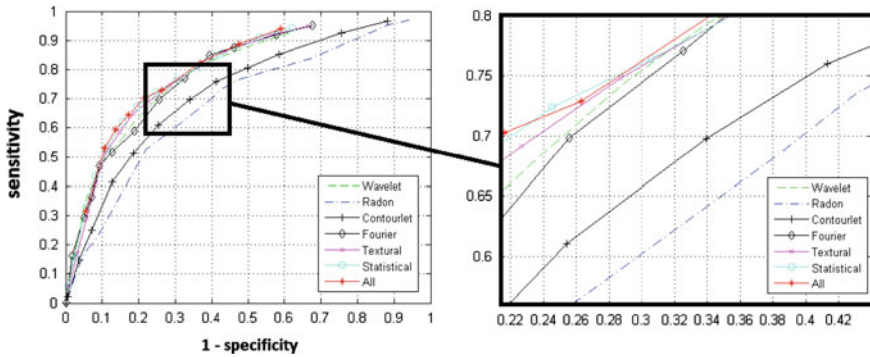 sensitivity
1
0.9
0.8
0.7
0.6
0.5
0.4
0.3
0.2
0.1
0
0 0.1 0.2 0.3 0.4 0.5 0.6 0.7 0.8 0.9 1
1 - specificity
Wavelet
Radon
Contourlet
Fourier
Textural
Statistical
All
0.8
0.75
0.7
0.65
0.6
0.22 0.24 0.26 0.28 0.3 0.32 0.34 0.36 0.38 0.4 0.42
Wavelet
Radon
Contourlet
Fourier
Textural
Statistical
All